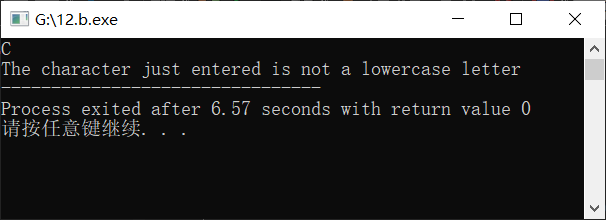 G:\12.b.exe
C
The character just entered is not a lowercase letter
--------------------------------
Process exited after 6.57 seconds with return value 0
请按任意键继续. . .